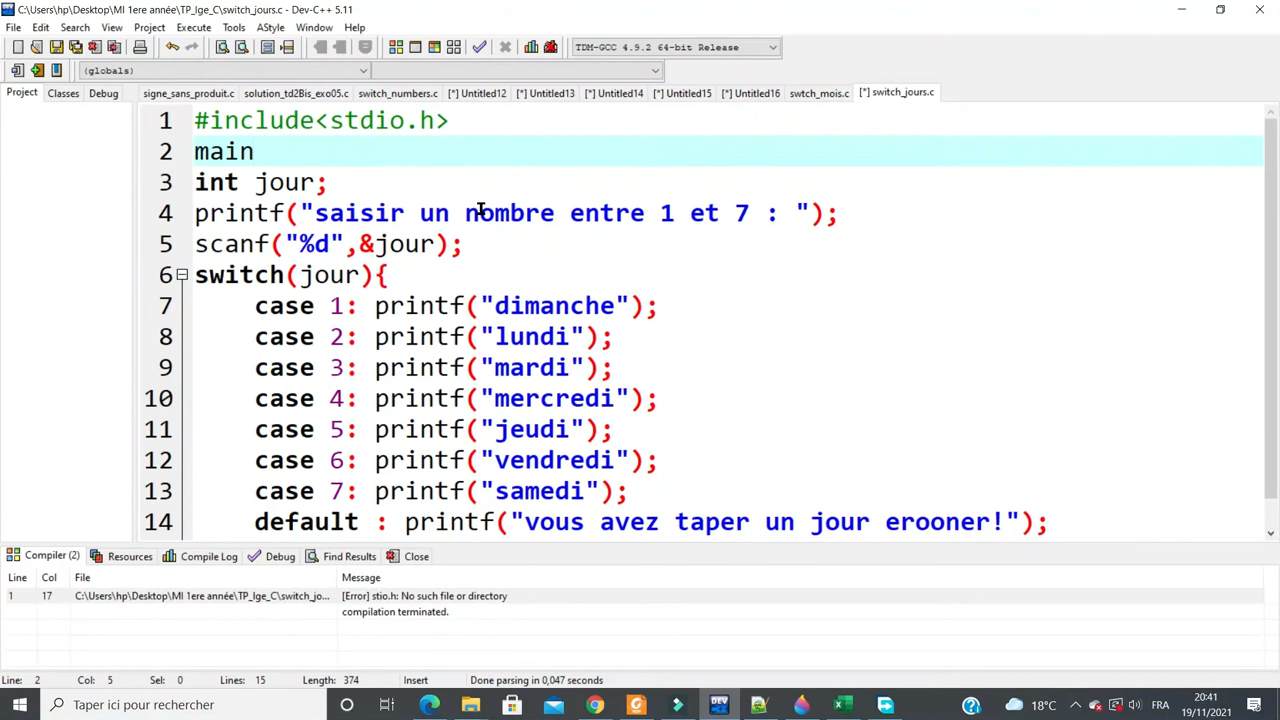 C:\Users\hp\Desktop\MI 1ere année\TP_lge_C\switch_jours.c - Dev-C++ 5.11
File Edit Search View Project Execute Tools AStyle Window Help
TDM-GCC 4.9.2 64-bit Release
(globals)
Project Classes Debug signe_sans_produit.c solution_td2Bis_exo05.c switch_numbers.c [*] Untitled12 [*] Untitled13 [*] Untitled14 [*] Untitled15 [*] Untitled16 swtch_mois.c [*] switch_jours.c
1 #include<stdio.h>
2 main
3 int jour;
4 printf("saisir un nombre entre 1 et 7 : ");
5 scanf("%d",&jour);
6 switch(jour){
7 case 1: printf("dimanche");
8 case 2: printf("lundi");
9 case 3: printf("mardi");
10 case 4: printf("mercredi");
11 case 5: printf("jeudi");
12 case 6: printf("vendredi");
13 case 7: printf("samedi");
14 default : printf("vous avez taper un jour erooner!");
Compiler (2) Resources Compile Log Debug Find Results Close
Line Col File Message
1 17 C:\Users\hp\Desktop\MI 1ere année\TP_lge_C\switch_jo... [Error] stio.h: No such file or directory
compilation terminated.
Line: 2 Col: 5 Sel: 0 Lines: 15 Length: 374 Insert Done parsing in 0,047 seconds
Taper ici pour rechercher DEV 18°C FRA 20:41
19/11/2021